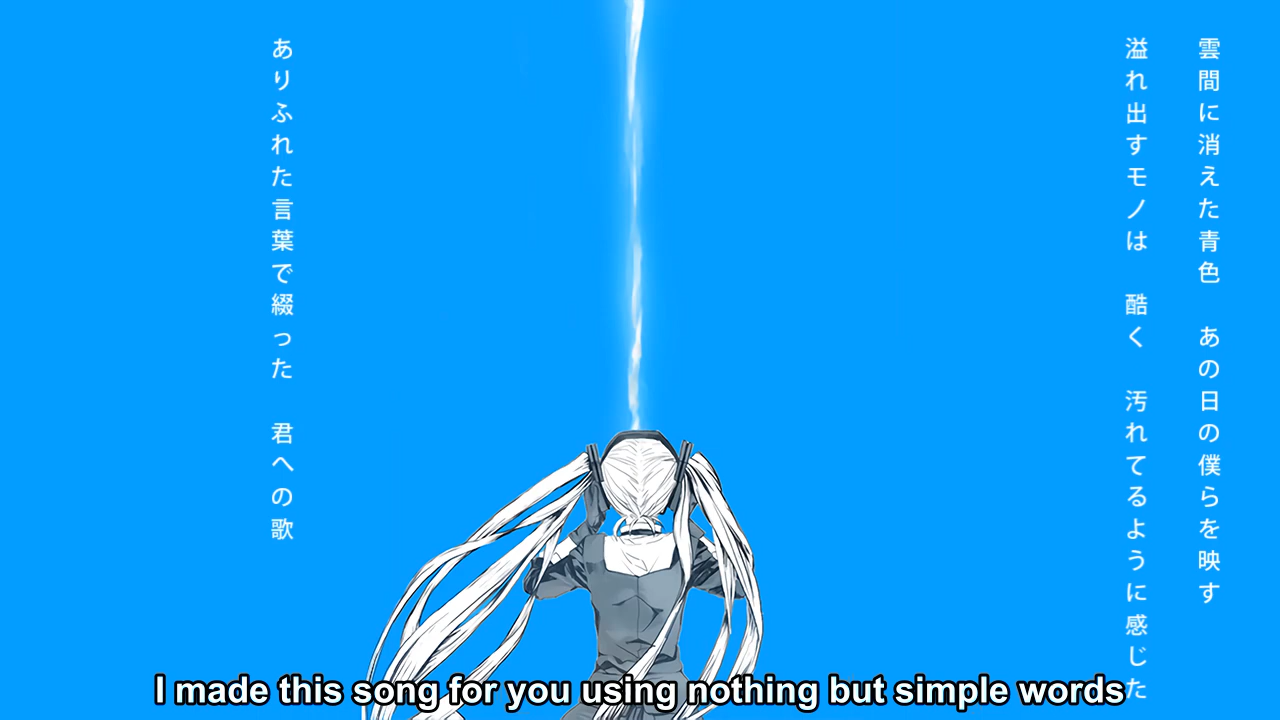 雲間に消えた青色　あの日の僕らを映す
溢れ出すモノは　酷く　汚れてるように感じた
ありふれた言葉で綴った　君への歌
I made this song for you using nothing but simple words